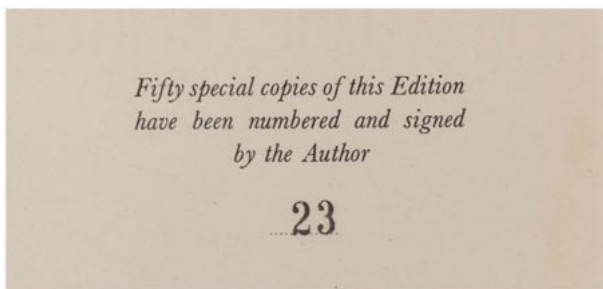 Fifty special copies of this Edition
have been numbered and signed
by the Author
23